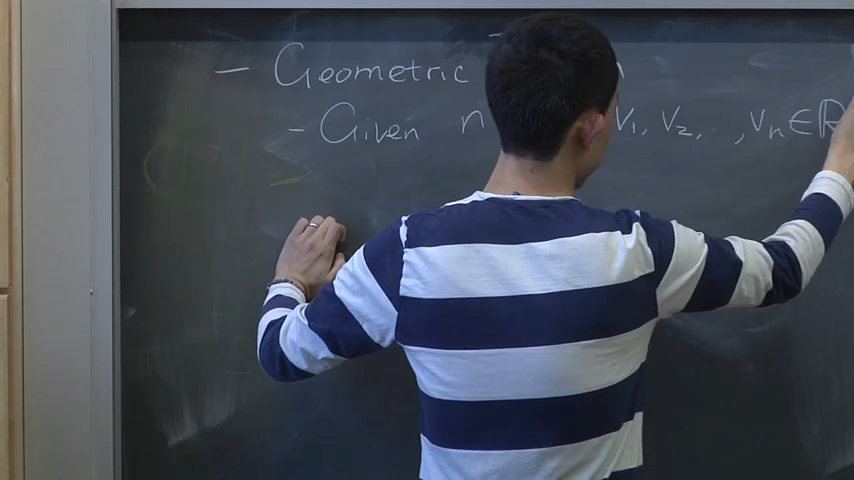 - Geometric
- Given n v₁, v₂, ..., vₙ ∈ ℝ